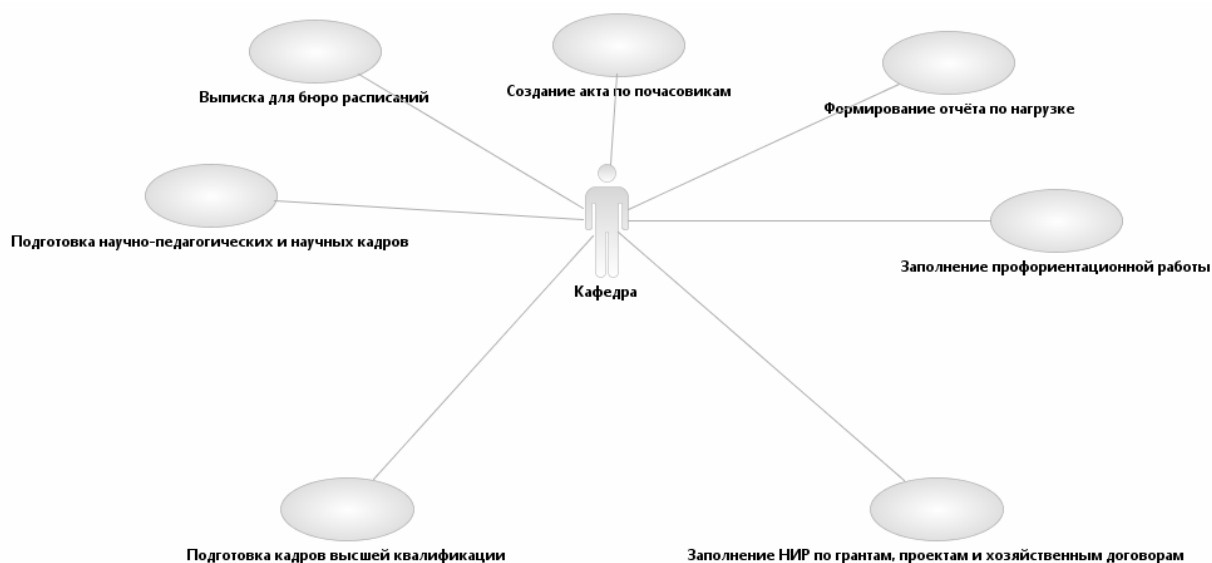 Выписка для бюро расписаний
Создание акта по почасовикам
Формирование отчёта по нагрузке
Подготовка научно-педагогических и научных кадров
Заполнение профориентационной работы
Кафедра
Подготовка кадров высшей квалификации
Заполнение НИР по грантам, проектам и хозяйственным договорам